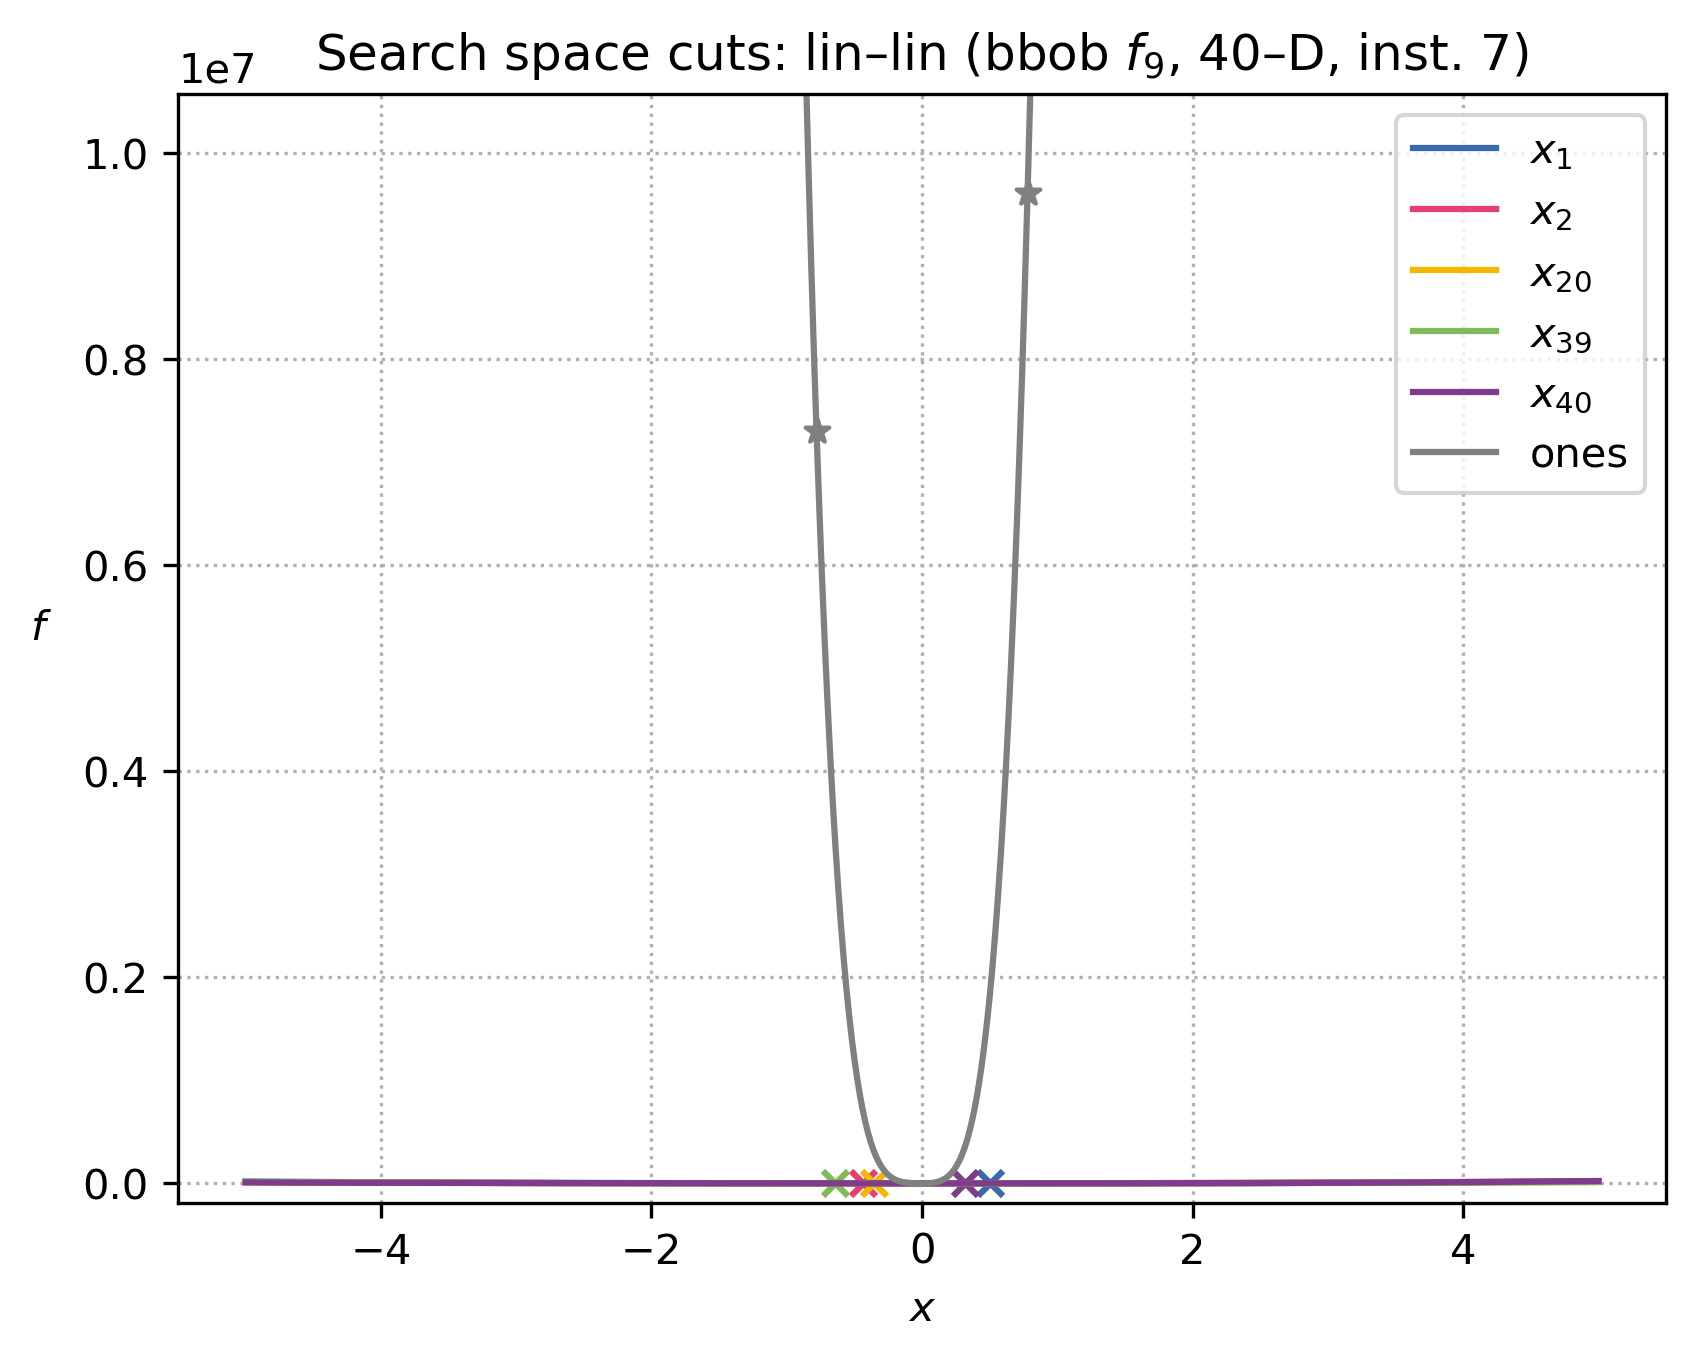 Search space cuts: lin–lin (bbob f₉, 40–D, inst. 7)
1e7
1.0
0.8
0.6
0.4
0.2
0.0
f
−4
−2
0
2
4
x
x₁
x₂
x₂₀
x₃₉
x₄₀
ones